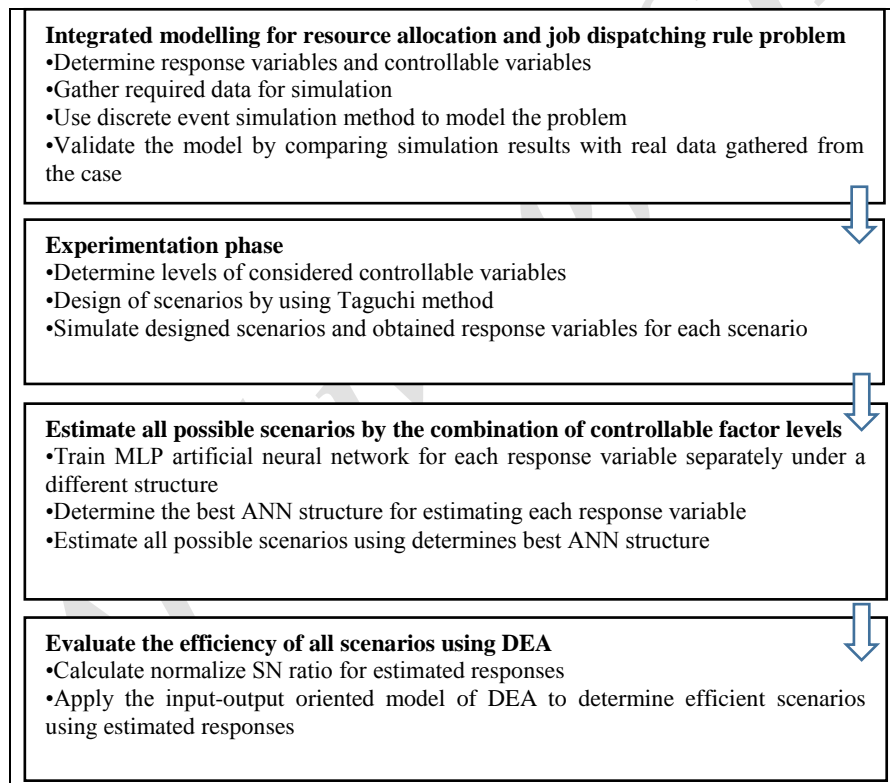 Integrated modelling for resource allocation and job dispatching rule problem
•Determine response variables and controllable variables
•Gather required data for simulation
•Use discrete event simulation method to model the problem
•Validate the model by comparing simulation results with real data gathered from
the case
Experimentation phase
•Determine levels of considered controllable variables
•Design of scenarios by using Taguchi method
•Simulate designed scenarios and obtained response variables for each scenario
Estimate all possible scenarios by the combination of controllable factor levels
•Train MLP artificial neural network for each response variable separately under a
different structure
•Determine the best ANN structure for estimating each response variable
•Estimate all possible scenarios using determines best ANN structure
Evaluate the efficiency of all scenarios using DEA
•Calculate normalize SN ratio for estimated responses
•Apply the input-output oriented model of DEA to determine efficient scenarios
using estimated responses